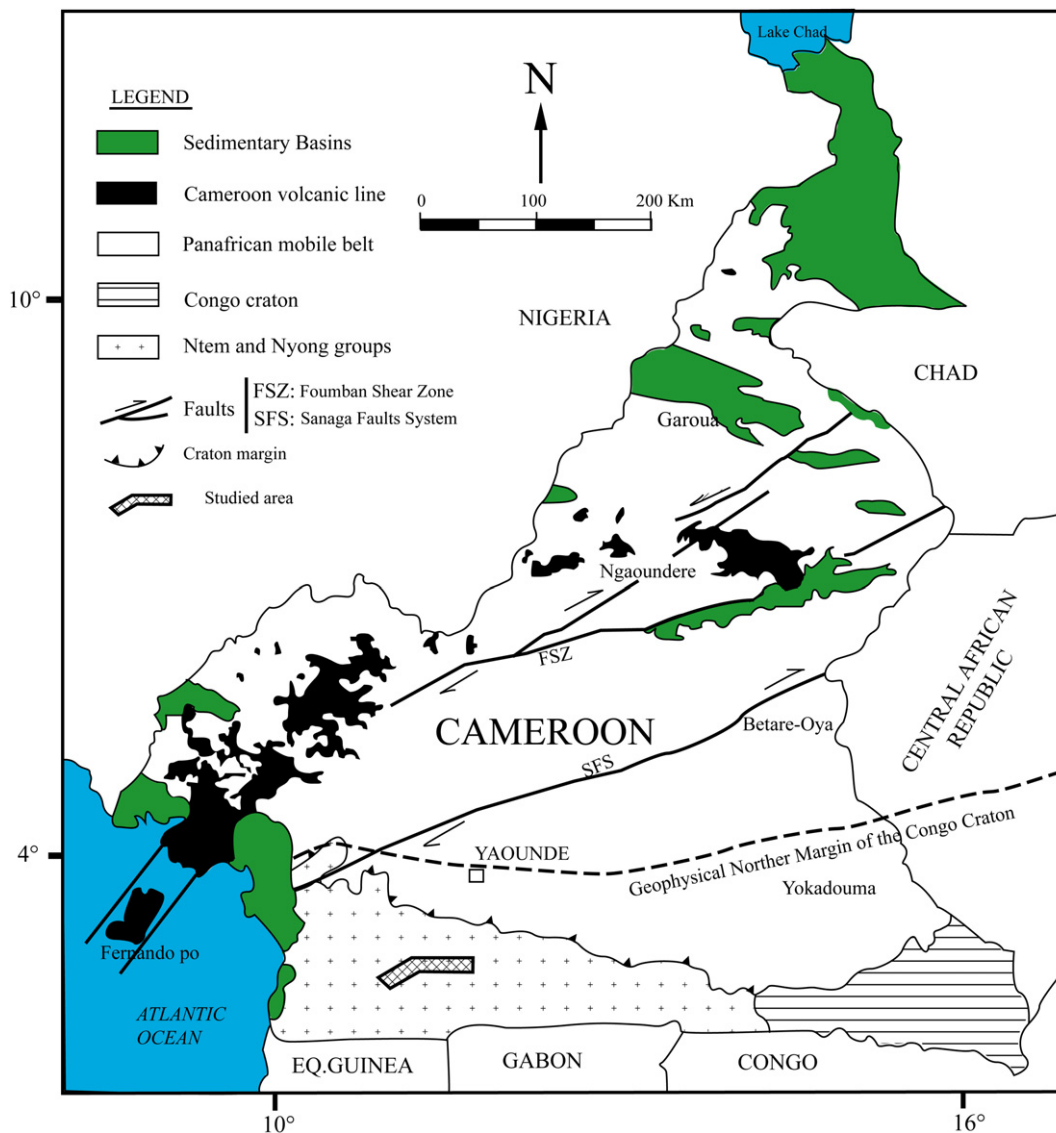 Lake Chad
LEGEND
Sedimentary Basins
Cameroon volcanic line
Panafrican mobile belt
Congo craton
Ntem and Nyong groups
Faults
FSZ: Foumban Shear Zone
SFS: Sanaga Faults System
Craton margin
Studied area
N
0 100 200 Km
10°
4°
NIGERIA
CHAD
Garoua
Ngaoundere
FSZ
CAMEROON
SFS
Betare-Oya
CENTRAL AFRICAN
REPUBLIC
YAOUNDE
Geophysical Norther Margin of the Congo Craton
Yokadouma
Fernando po
ATLANTIC
OCEAN
EQ.GUINEA
GABON
CONGO
10°
16°